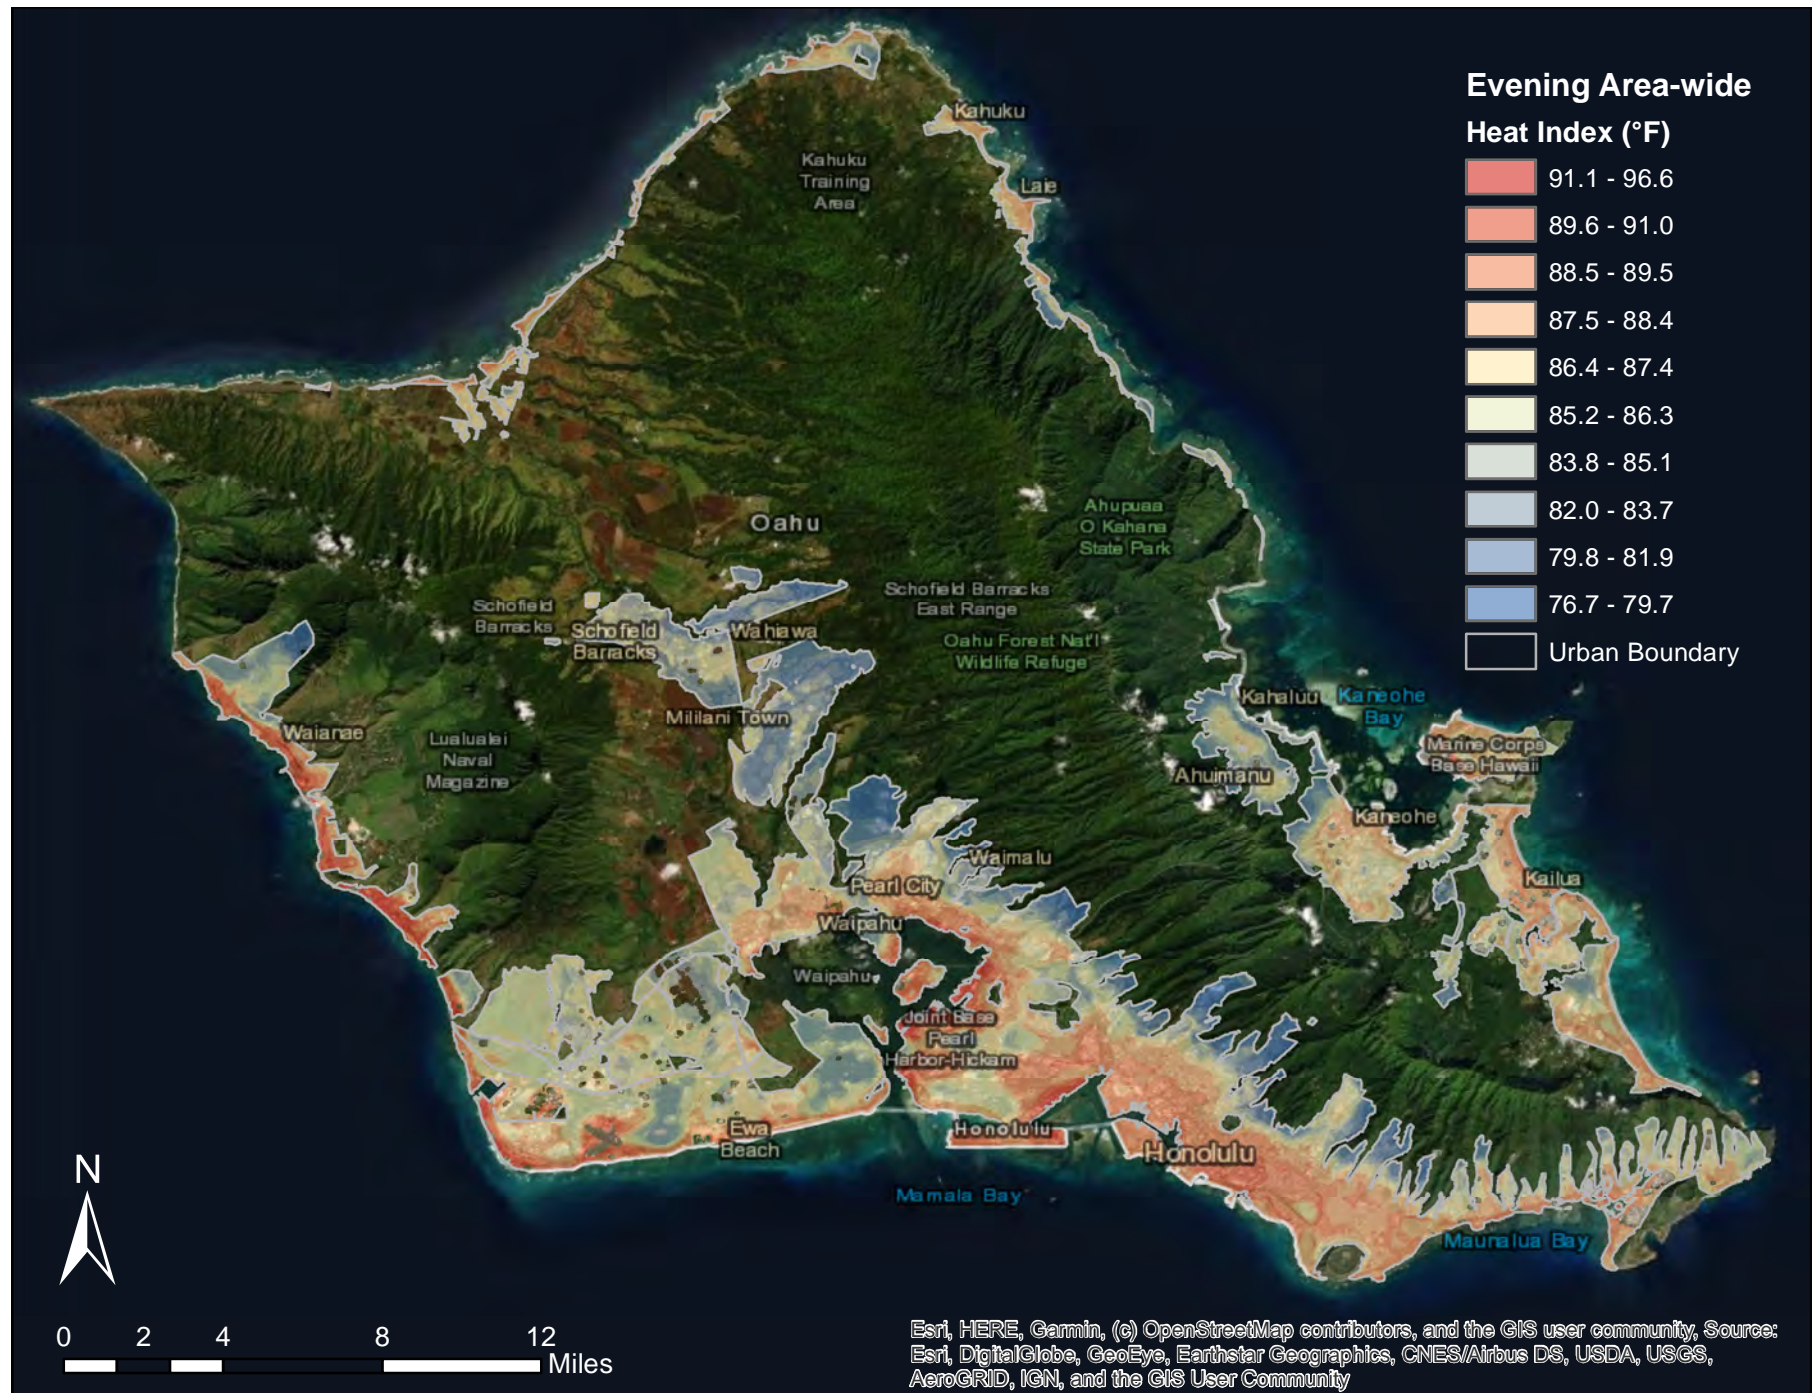 Evening Area-wide
Heat Index (°F)
91.1 - 96.6
89.6 - 91.0
88.5 - 89.5
87.5 - 88.4
86.4 - 87.4
85.2 - 86.3
83.8 - 85.1
82.0 - 83.7
79.8 - 81.9
76.7 - 79.7
Urban Boundary
Kahuku
Kahuku
Training
Area
Laie
Oahu
Ahupuaa
O Kahana
State Park
Schofield
Barracks
Schofield Barracks
East Range
Schofield
Barracks
Wahiawa
Oahu Forest Nat'l
Wildlife Refuge
Mililani Town
Kahaluu
Kaneohe
Bay
Waianae
Lualualei
Naval
Magazine
Marine Corps
Base Hawaii
Ahuimanu
Kaneohe
Waimalu
Pearl City
Kailua
Waipahu
Waipahu
Joint Base
Pearl
Harbor-Hickam
Ewa
Beach
Honolulu
Honolulu
Mamala Bay
Maunalua Bay
N
0 2 4 8 12
Miles
Esri, HERE, Garmin, (c) OpenStreetMap contributors, and the GIS user community, Source:
Esri, DigitalGlobe, GeoEye, Earthstar Geographics, CNES/Airbus DS, USDA, USGS,
AeroGRID, IGN, and the GIS User Community